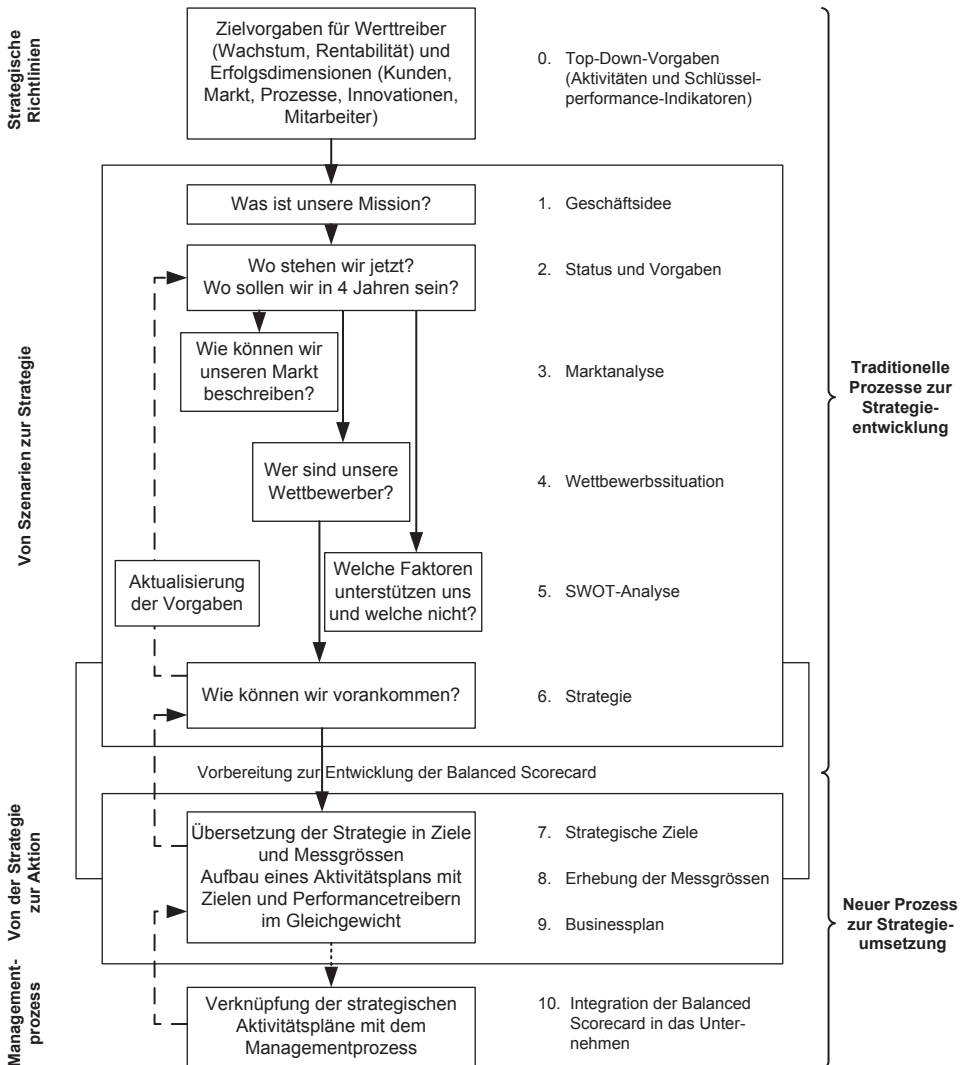 Strategische
Richtlinien
Zielvorgaben für Werttreiber
(Wachstum, Rentabilität) und
Erfolgsdimensionen (Kunden,
Markt, Prozesse, Innovationen,
Mitarbeiter)
0. Top-Down-Vorgaben
(Aktivitäten und Schlüssel-
performance-Indikatoren)
Von Szenarien zur Strategie
Was ist unsere Mission?
1. Geschäftsidee
Wo stehen wir jetzt?
Wo sollen wir in 4 Jahren sein?
2. Status und Vorgaben
Wie können wir
unseren Markt
beschreiben?
3. Marktanalyse
Traditionelle
Prozesse zur
Strategie-
entwicklung
Wer sind unsere
Wettbewerber?
4. Wettbewerbssituation
Aktualisierung
der Vorgaben
Welche Faktoren
unterstützen uns
und welche nicht?
5. SWOT-Analyse
Wie können wir vorankommen?
6. Strategie
Vorbereitung zur Entwicklung der Balanced Scorecard
Von der Strategie
zur Aktion
Übersetzung der Strategie in Ziele
und Messgrössen
Aufbau eines Aktivitätsplans mit
Zielen und Performancetreibern
im Gleichgewicht
7. Strategische Ziele
8. Erhebung der Messgrössen
9. Businessplan
Neuer Prozess
zur Strategie-
umsetzung
Management-
prozess
Verknüpfung der strategischen
Aktivitätspläne mit dem
Managementprozess
10. Integration der Balanced
Scorecard in das Unter-
nehmen